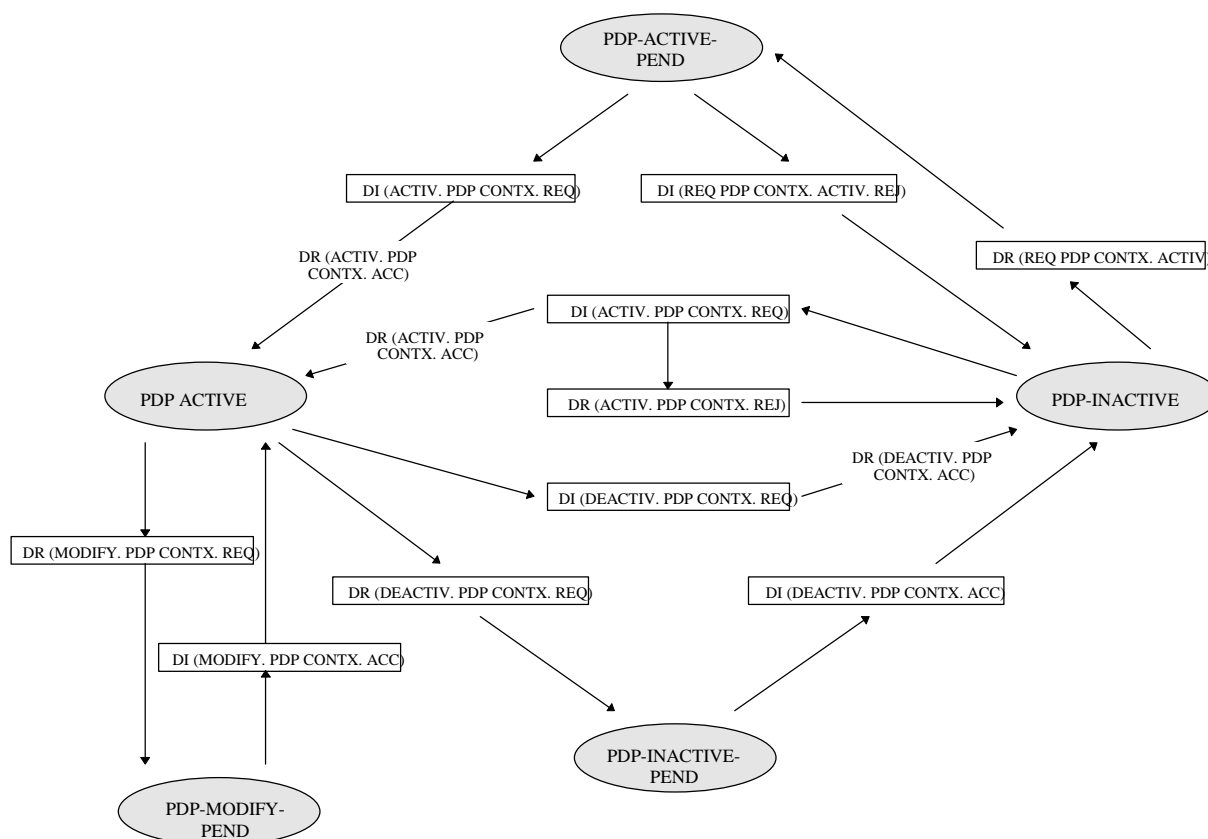 PDP-ACTIVE-
PEND
DI (ACTIV. PDP CONTX. REQ)
DI (REQ PDP CONTX. ACTIV. REJ)
DR (ACTIV. PDP
CONTX. ACC)
DR (REQ PDP CONTX. ACTIV)
DI (ACTIV. PDP CONTX. REQ)
DR (ACTIV. PDP
CONTX. ACC)
PDP ACTIVE
DR (ACTIV. PDP CONTX. REJ)
PDP-INACTIVE
DR (DEACTIV. PDP
CONTX. ACC)
DI (DEACTIV. PDP CONTX. REQ)
DR (MODIFY. PDP CONTX. REQ)
DR (DEACTIV. PDP CONTX. REQ)
DI (DEACTIV. PDP CONTX. ACC)
DI (MODIFY. PDP CONTX. ACC)
PDP-INACTIVE-
PEND
PDP-MODIFY-
PEND